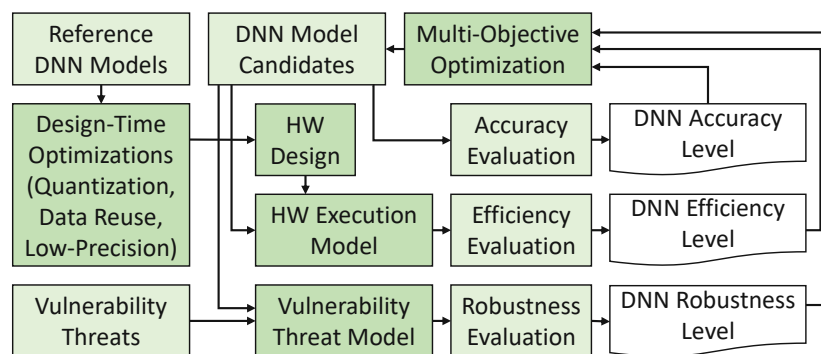 Reference
DNN Models
DNN Model
Candidates
Multi-Objective
Optimization
Design-Time
Optimizations
(Quantization,
Data Reuse,
Low-Precision)
HW
Design
Accuracy
Evaluation
DNN Accuracy
Level
HW Execution
Model
Efficiency
Evaluation
DNN Efficiency
Level
Vulnerability
Threats
Vulnerability
Threat Model
Robustness
Evaluation
DNN Robustness
Level